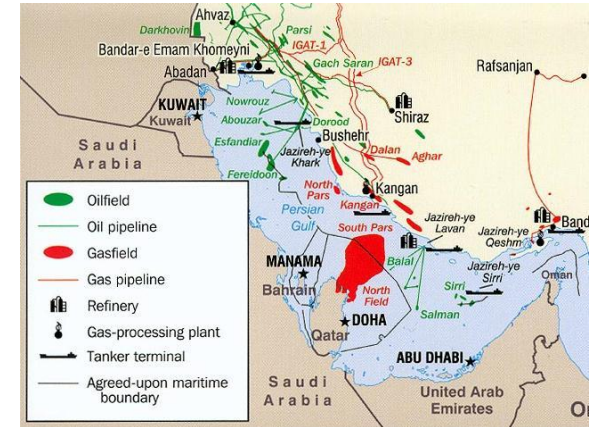 Ahvaz
Darkhovin
Parsi
IGAT-1
Bandar-e Emam Khomeyni
Abadan
Gach Saran
IGAT-3
Rafsanjan
KUWAIT
Kuwait
Nowrouz
Abouzar
Dorood
Shiraz
Esfandiar
Jazireh-ye
Khark
Bushehr
Saudi
Arabia
Fereidoon
Dalan
Aghar
North
Pars
Kangan
Kangan
Persian
Gulf
South Pars
Jazireh-ye
Lavan
Jazireh-ye
Qeshm
Band
MANAMA
Bahrain
Balal
Jazireh-ye
Sirri
Oman
North
Field
Sirri
Salman
DOHA
Qatar
ABU DHABI
Saudi
Arabia
United Arab
Emirates
O
Oilfield
Oil pipeline
Gasfield
Gas pipeline
Refinery
Gas-processing plant
Tanker terminal
Agreed-upon maritime
boundary